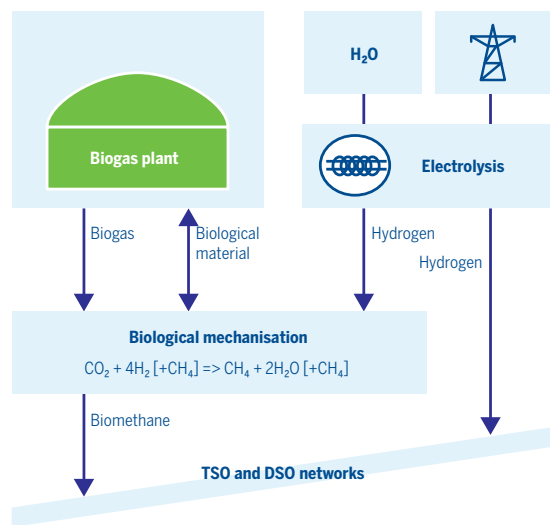 H₂O
Biogas plant
Electrolysis
Biogas
Biological
material
Hydrogen
Hydrogen
Biological mechanisation
CO₂ + 4H₂ [+CH₄] => CH₄ + 2H₂O [+CH₄]
Biomethane
TSO and DSO networks